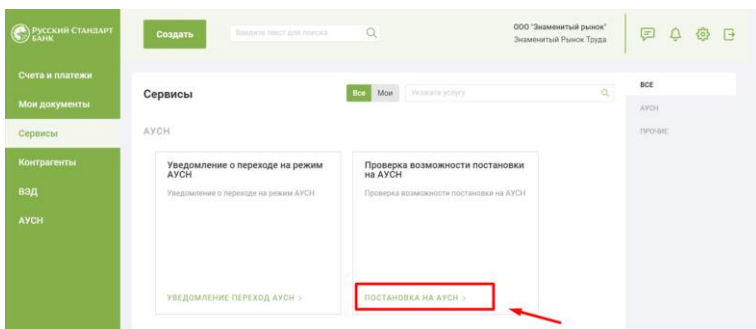 Русский Стандарт
Банк
Создать
Введите текст для поиска
ООО "Знаменитый рынок"
Знаменитый Рынок Труда
Счета и платежи
Мои документы
Сервисы
Контрагенты
ВЭД
АУСН
Сервисы
Все Мои
Укажите услугу
АУСН
Уведомление о переходе на режим
АУСН
Уведомление о переходе на режим АУСН
УВЕДОМЛЕНИЕ ПЕРЕХОД АУСН >
Проверка возможности постановки
на АУСН
Проверка возможности постановки на АУСН
ПОСТАНОВКА НА АУСН >
ВСЕ
АУСН
ПРОЧИЕ